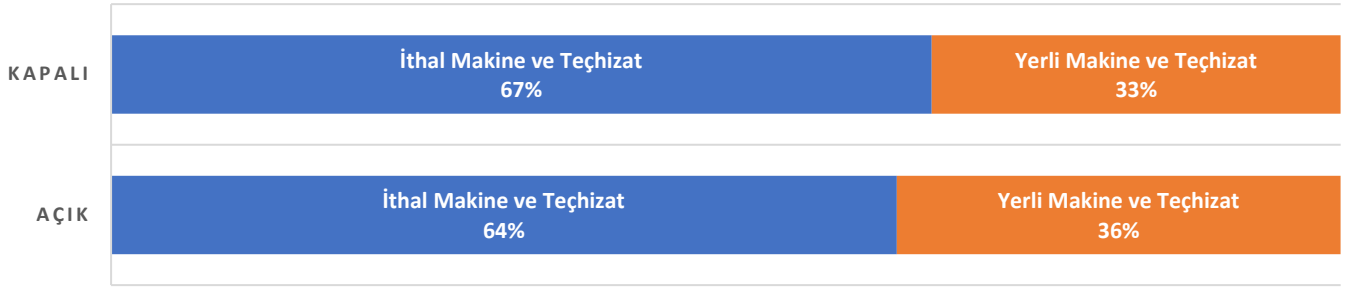 KAPALI
İthal Makine ve Teçhizat
67%
Yerli Makine ve Teçhizat
33%
AÇIK
İthal Makine ve Teçhizat
64%
Yerli Makine ve Teçhizat
36%